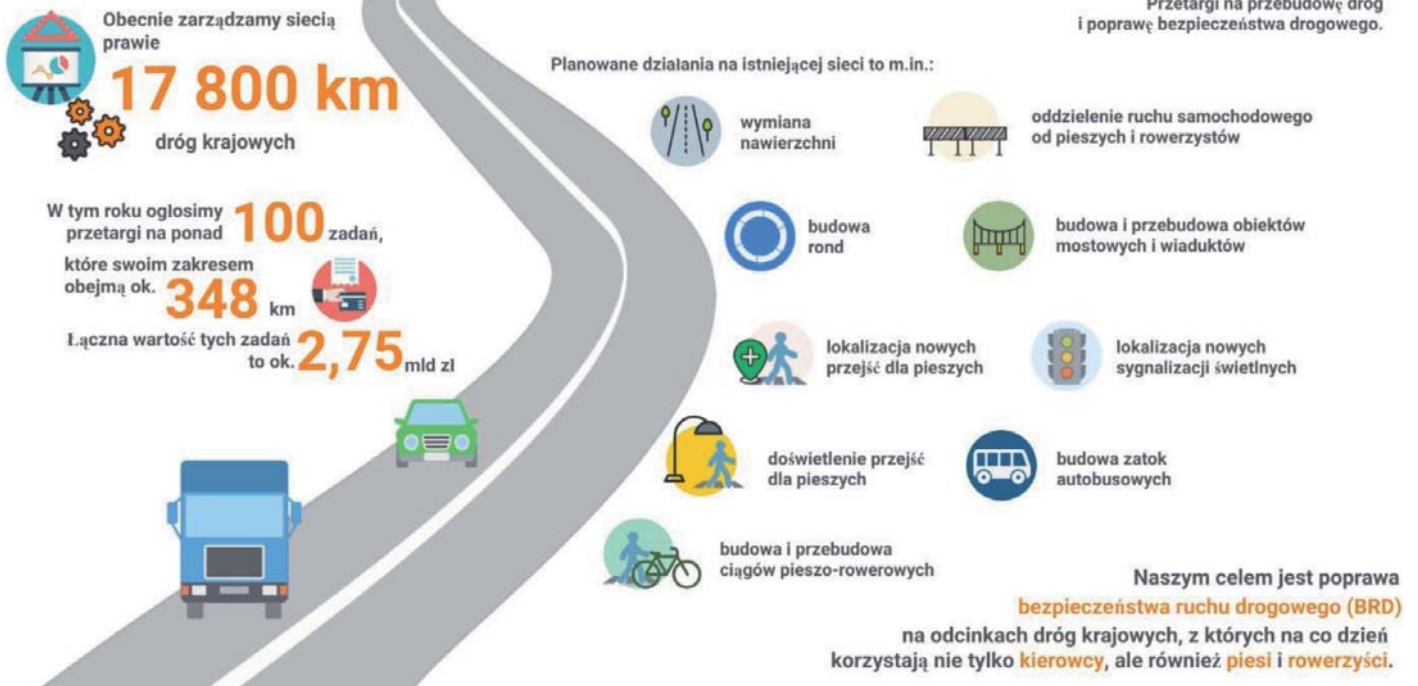 Obecnie zarządzamy siecią
prawie
17 800 km
dróg krajowych
W tym roku ogłosimy
przetargi na ponad 100 zadań,
które swoim zakresem
obejmą ok. 348 km
Łączna wartość tych zadań
to ok. 2,75 mld zł
Przetargi na przebudowę dróg
i poprawę bezpieczeństwa drogowego.
Planowane działania na istniejącej sieci to m.in.:
wymiana
nawierzchni
oddzielenie ruchu samochodowego
od pieszych i rowerzystów
budowa
rond
budowa i przebudowa obiektów
mostowych i wiaduktów
lokalizacja nowych
przejść dla pieszych
lokalizacja nowych
sygnalizacji świetlnych
doświetlenie przejść
dla pieszych
budowa zatok
autobusowych
budowa i przebudowa
ciągów pieszo-rowerowych
Naszym celem jest poprawa
bezpieczeństwa ruchu drogowego (BRD)
na odcinkach dróg krajowych, z których na co dzień
korzystają nie tylko kierowcy, ale również piesi i rowerzyści.